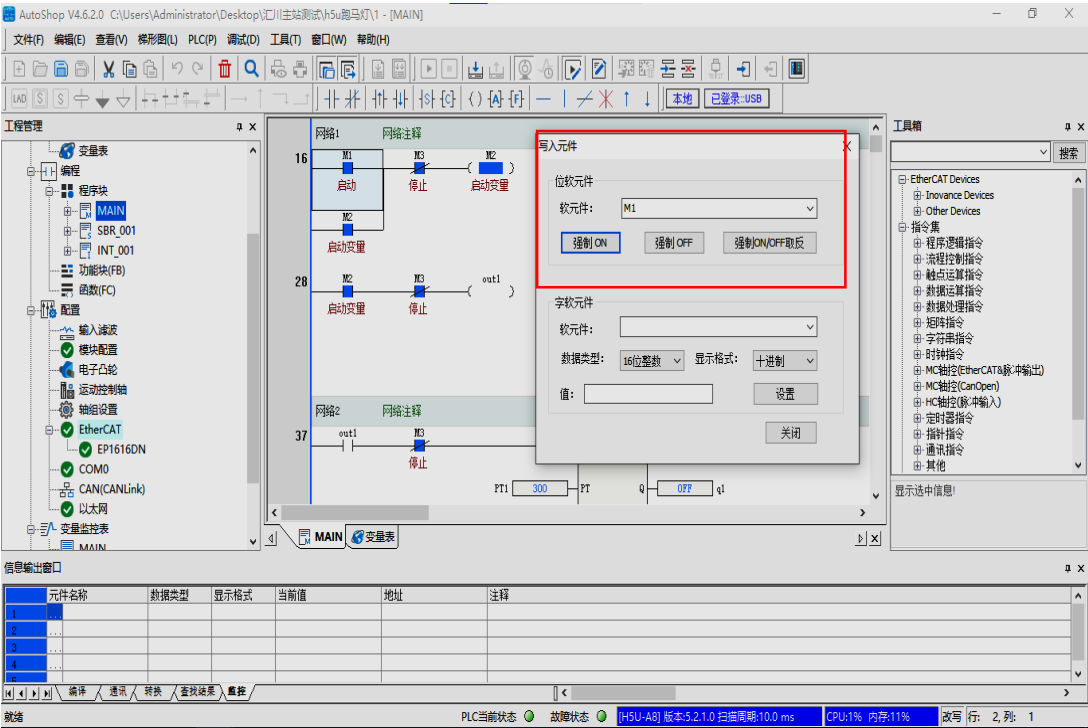 AutoShop V4.6.2.0 C:\Users\Administrator\Desktop\汇川主站测试\h5u跑马灯\1 - [MAIN]
文件(F) 编辑(E) 查看(V) 梯形图(L) PLC(P) 调试(D) 工具(T) 窗口(W) 帮助(H)
LAD 本地 已登录::USB
工程管理
变量表
编程
程序块
MAIN
SBR_001
INT_001
功能块(FB)
函数(FC)
配置
输入滤波
模块配置
电子凸轮
运动控制轴
轴组设置
EtherCAT
EP1616DN
COM0
CAN(CANLink)
以太网
变量监控表
MAIN
网络1 网络注释
16 M1 M3 M2
启动 停止 启动变量
M2
启动变量
28 M2 M3 out1
启动变量 停止
网络2 网络注释
37 out1 M3
停止
PT1 300 PT Q OFF q1
MAIN 变量表
写入元件
位软元件
软元件: M1
强制 ON 强制 OFF 强制ON/OFF取反
字软元件
软元件:
数据类型: 16位整数 显示格式: 十进制
值: 设置
关闭
工具箱
搜索
EtherCAT Devices
Inovance Devices
Other Devices
指令集
程序逻辑指令
流程控制指令
触点运算指令
数据运算指令
数据处理指令
矩阵指令
字符串指令
时钟指令
MC轴控(EtherCAT&脉冲输出)
MC轴控(CanOpen)
HC轴控(脉冲输入)
定时器指令
指针指令
通讯指令
其他
显示选中信息!
信息输出窗口
元件名称 数据类型 显示格式 当前值 地址 注释
1 ...
2 ...
3 ...
4 ...
5
编译 通讯 转换 查找结果 监控
就绪 PLC当前状态 故障状态 [H5U-A8] 版本:5.2.1.0 扫描周期:10.0 ms CPU:1% 内存:11% 改写 行: 2,列: 1